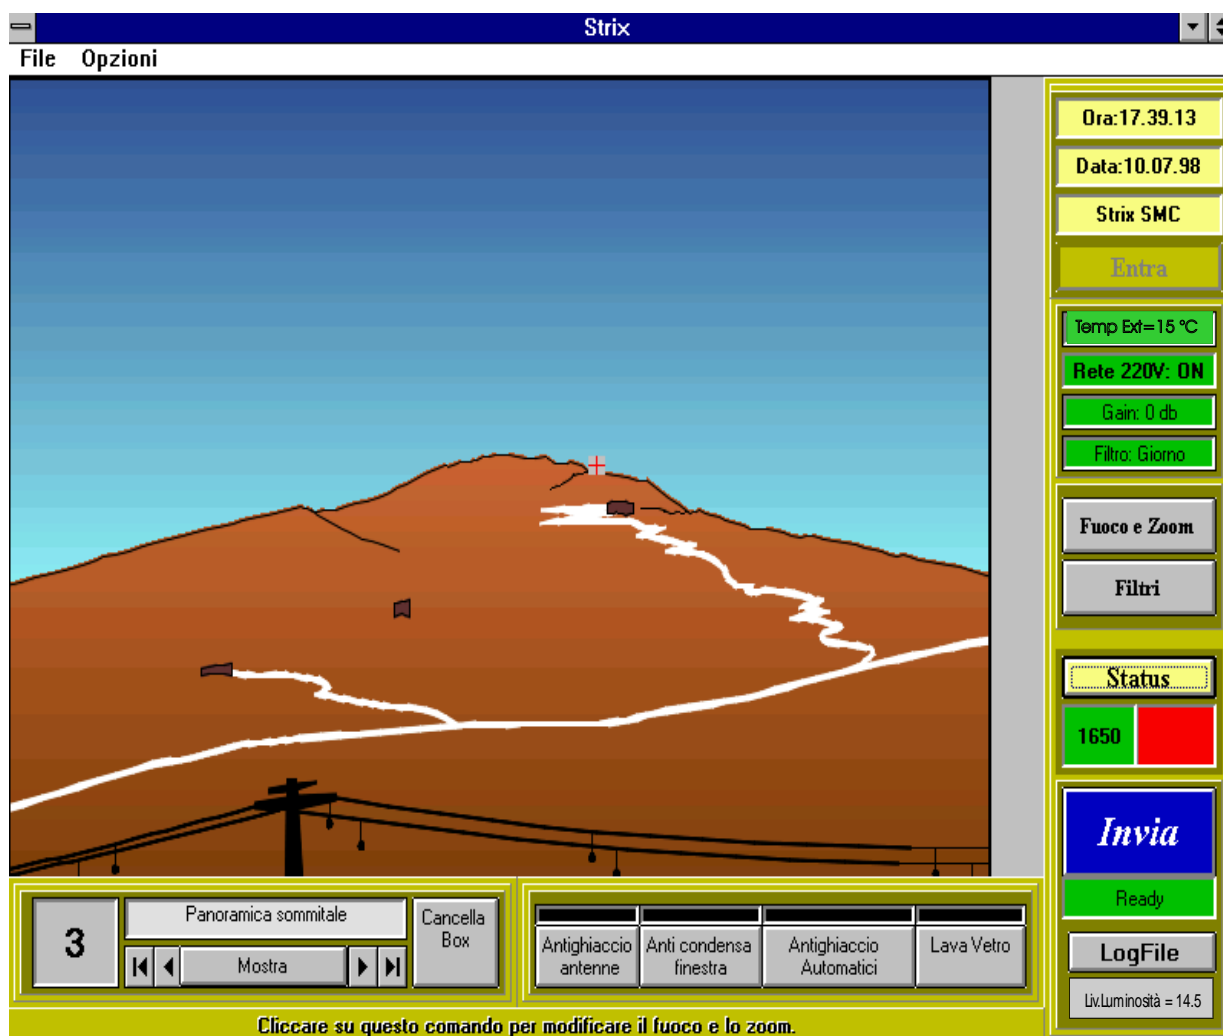 Strix
File Opzioni
Ora:17.39.13
Data:10.07.98
Strix SMC
Entra
Temp Ext=15 °C
Rete 220V: ON
Gain: 0 db
Filtro: Giorno
Fuoco e Zoom
Filtri
Status
1650
Invia
Ready
LogFile
Liv.Luminosità = 14.5
3
Panoramica sommitale
Mostra
Cancella
Box
Antighiaccio
antenne
Anti condensa
finestra
Antighiaccio
Automatici
Lava Vetro
Cliccare su questo comando per modificare il fuoco e lo zoom.